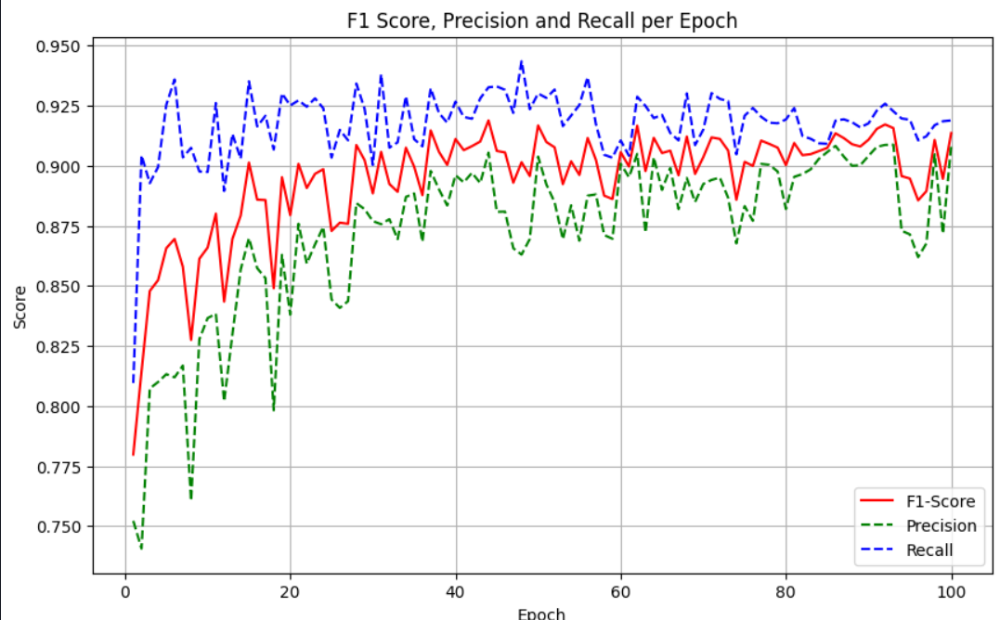 F1 Score, Precision and Recall per Epoch
0.950
0.925
0.900
0.875
0.850
0.825
0.800
0.775
0.750
Score
0 20 40 60 80 100
Epoch
F1-Score
Precision
Recall